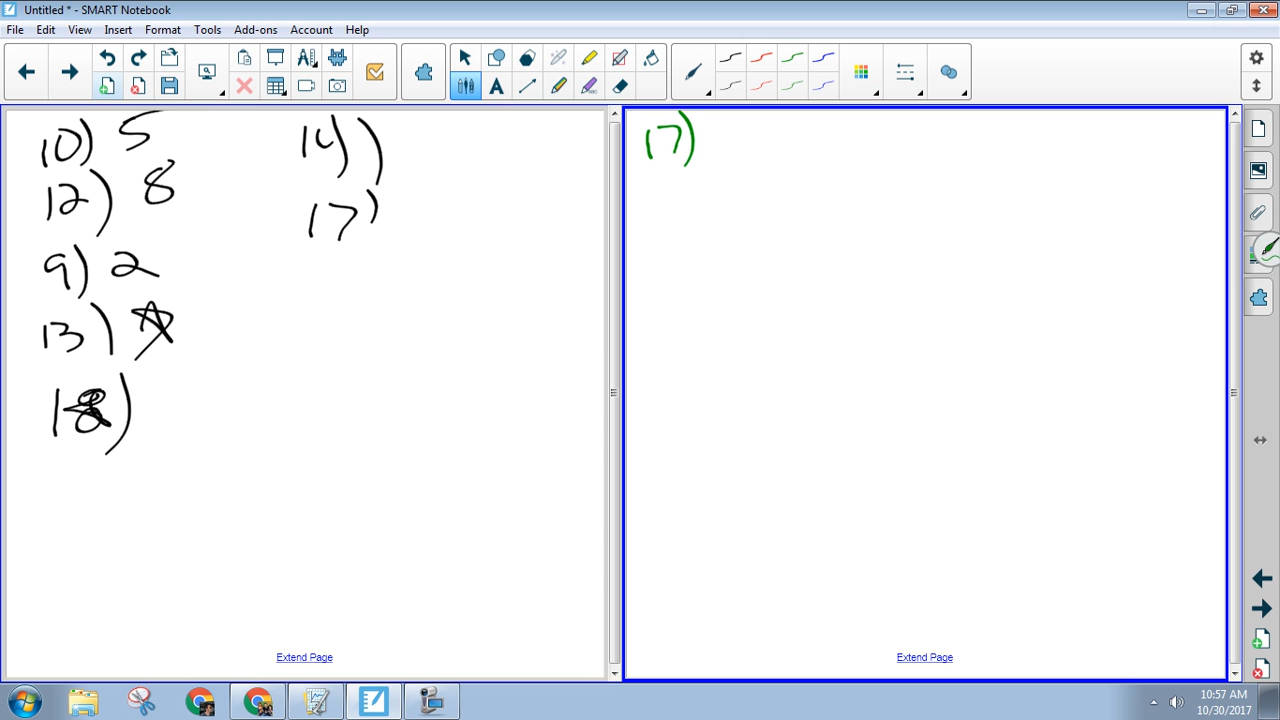 Untitled * - SMART Notebook
File Edit View Insert Format Tools Add-ons Account Help
10) 5
12) 8
9) 2
13)
18)
14) )
17)
17)
Extend Page
Extend Page
10:57 AM
10/30/2017